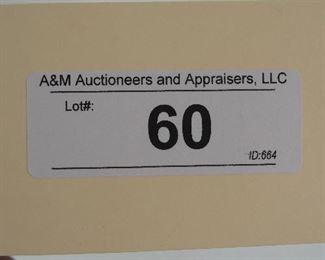 A&M Auctioneers and Appraisers, LLC
Lot#:
60
ID:664